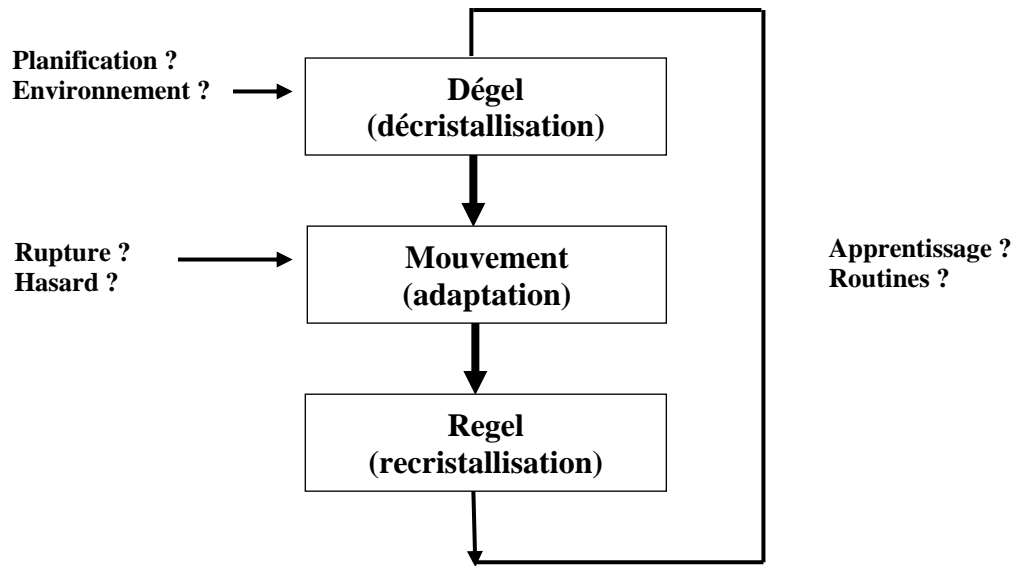 Planification ?
Environnement ?
Dégel
(décristallisation)
Rupture ?
Hasard ?
Mouvement
(adaptation)
Apprentissage ?
Routines ?
Regel
(recristallisation)